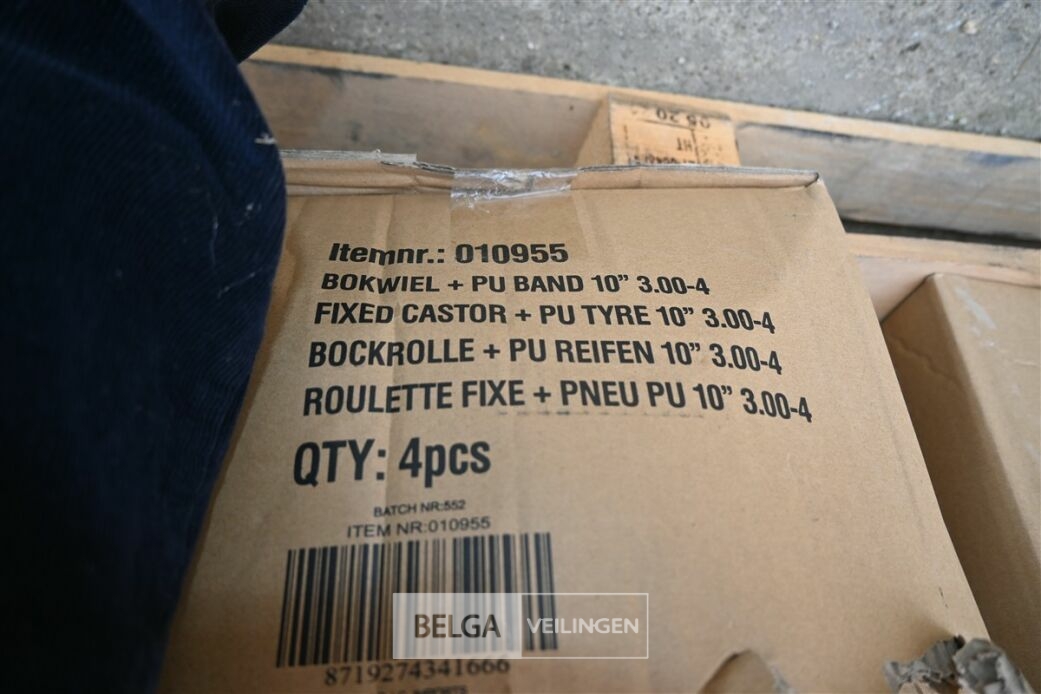 Itemnr.: 010955
BOKWIEL + PU BAND 10" 3.00-4
FIXED CASTOR + PU TYRE 10" 3.00-4
BOCKROLLE + PU REIFEN 10" 3.00-4
ROULETTE FIXE + PNEU PU 10" 3.00-4
QTY: 4pcs
BATCH NR:552
ITEM NR:010955
8719274341666
BELGA VEILINGEN
HT